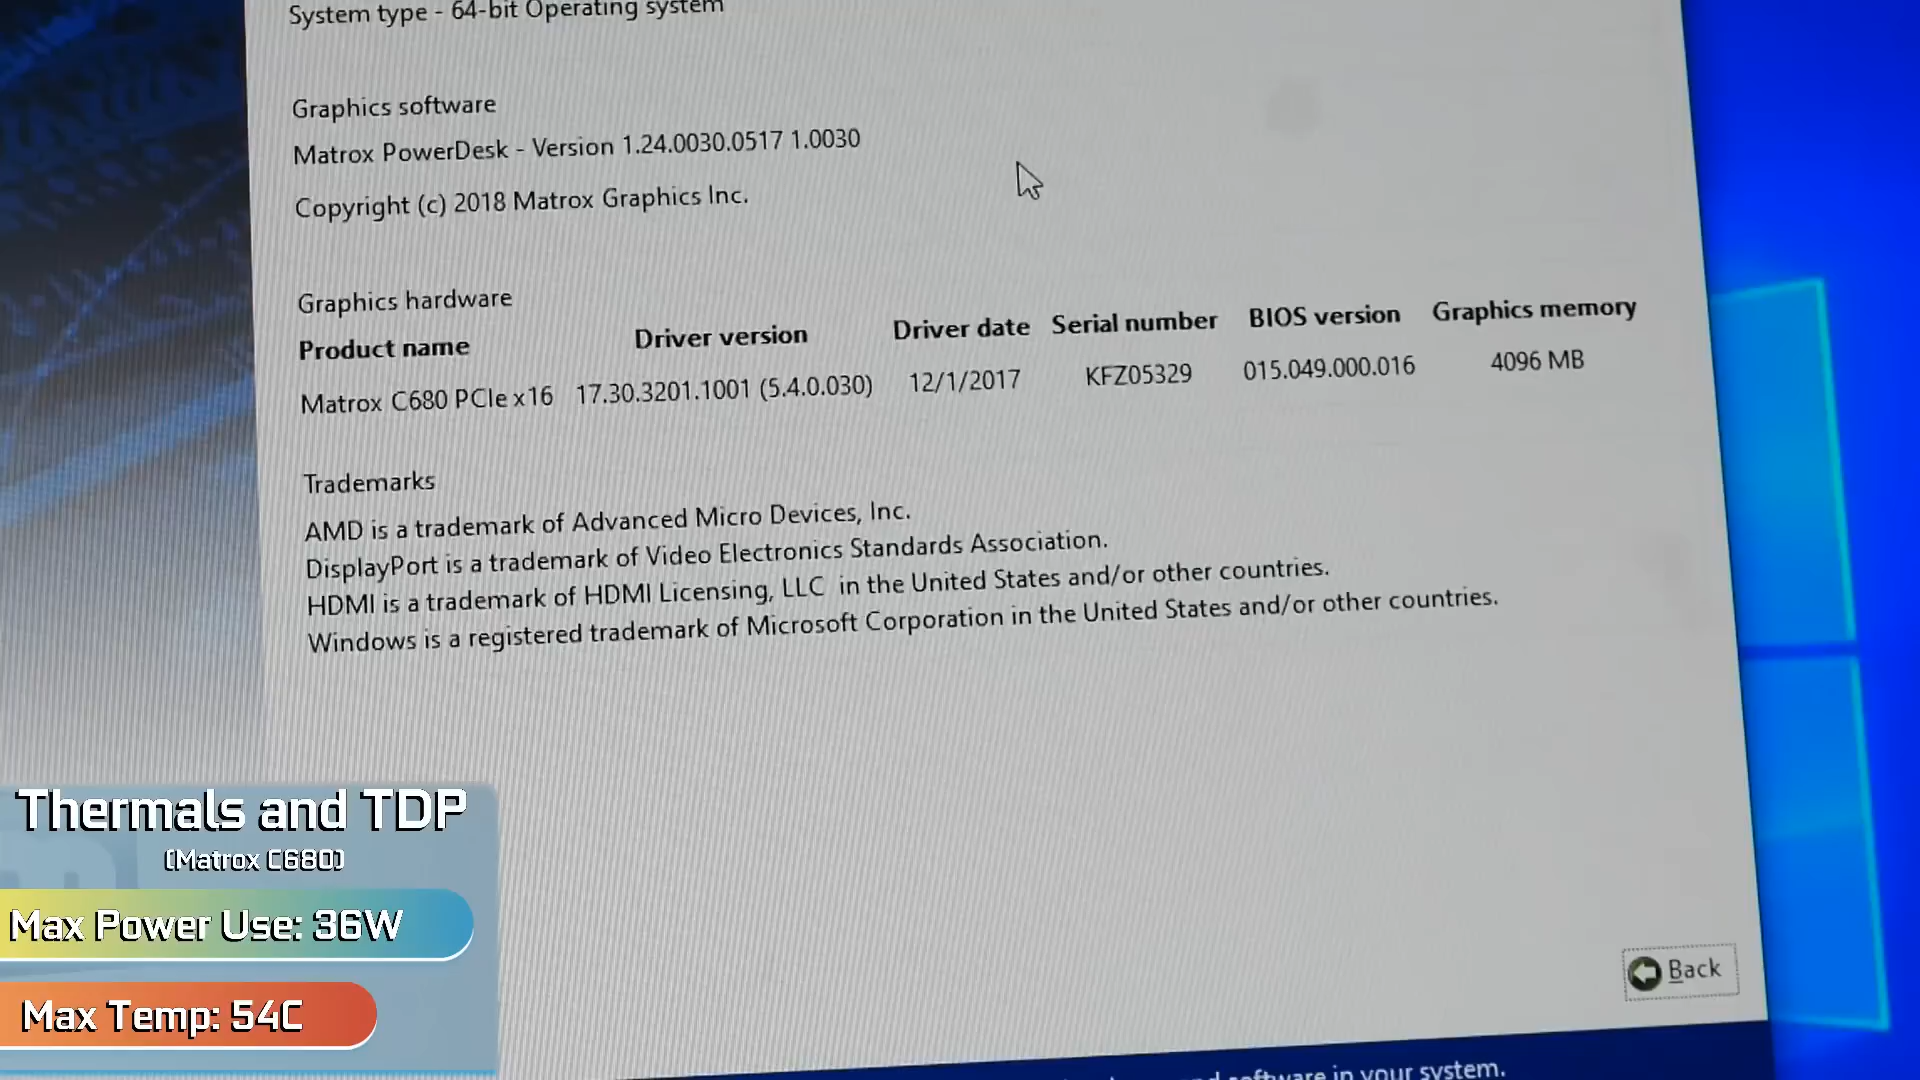 System type - 64-bit Operating system
Graphics software
Matrox PowerDesk - Version 1.24.0030.0517 1.0030
Copyright (c) 2018 Matrox Graphics Inc.
Graphics hardware
Product name Driver version Driver date Serial number BIOS version Graphics memory
Matrox C680 PCIe x16 17.30.3201.1001 (5.4.0.030) 12/1/2017 KFZ05329 015.049.000.016 4096 MB
Trademarks
AMD is a trademark of Advanced Micro Devices, Inc.
DisplayPort is a trademark of Video Electronics Standards Association.
HDMI is a trademark of HDMI Licensing, LLC in the United States and/or other countries.
Windows is a registered trademark of Microsoft Corporation in the United States and/or other countries.
Back
software in your system.
Thermals and TDP
(Matrox C680)
Max Power Use: 36W
Max Temp: 54C